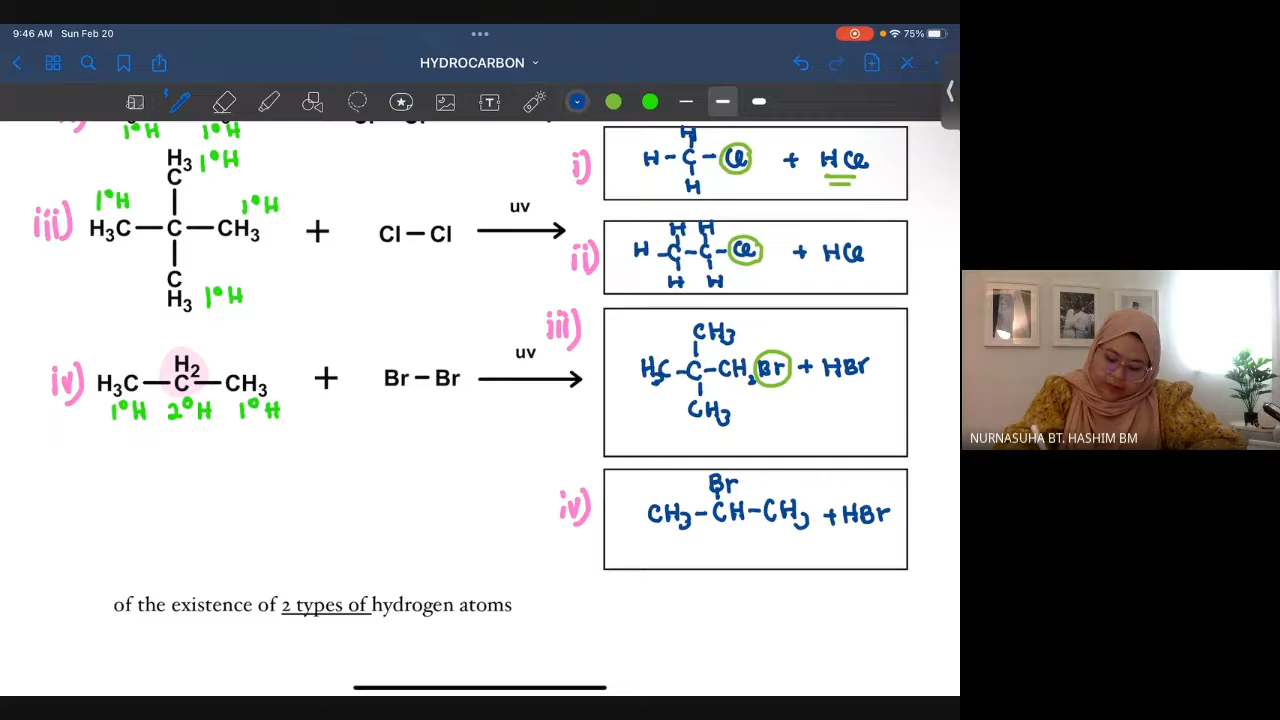 9:46 AM Sun Feb 20
75%
HYDROCARBON
1°H 1°H
i)
H
H-C-Cl + HCl
H
iii)
H3
C 1°H
1°H
1°H
H3C—C—CH3 + Cl—Cl uv
C
H3 1°H
ii)
H H
H-C-C-Cl + HCl
H H
iii)
CH3
H3C-C-CH2Br + HBr
CH3
iv)
H2
H3C—C—CH3 + Br—Br uv
1°H 2°H 1°H
iv)
Br
CH3-CH-CH3 + HBr
of the existence of 2 types of hydrogen atoms
NURNASUHA BT. HASHIM BM